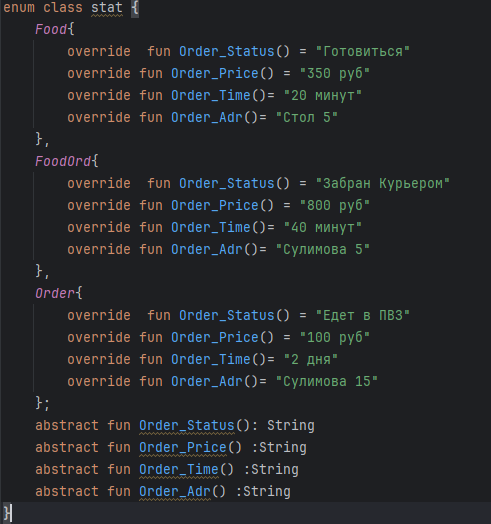 enum class stat {
    Food{
        override  fun Order_Status() = "Готовиться"
        override fun Order_Price() = "350 руб"
        override fun Order_Time()= "20 минут"
        override fun Order_Adr()= "Стол 5"
    },
    FoodOrd{
        override  fun Order_Status() = "Забран Курьером"
        override fun Order_Price() = "800 руб"
        override fun Order_Time()= "40 минут"
        override fun Order_Adr()= "Сулимова 5"
    },
    Order{
        override  fun Order_Status() = "Едет в ПВЗ"
        override fun Order_Price() = "100 руб"
        override fun Order_Time()= "2 дня"
        override fun Order_Adr()= "Сулимова 15"
    };
    abstract fun Order_Status(): String
    abstract fun Order_Price() :String
    abstract fun Order_Time() :String
    abstract fun Order_Adr() :String
}